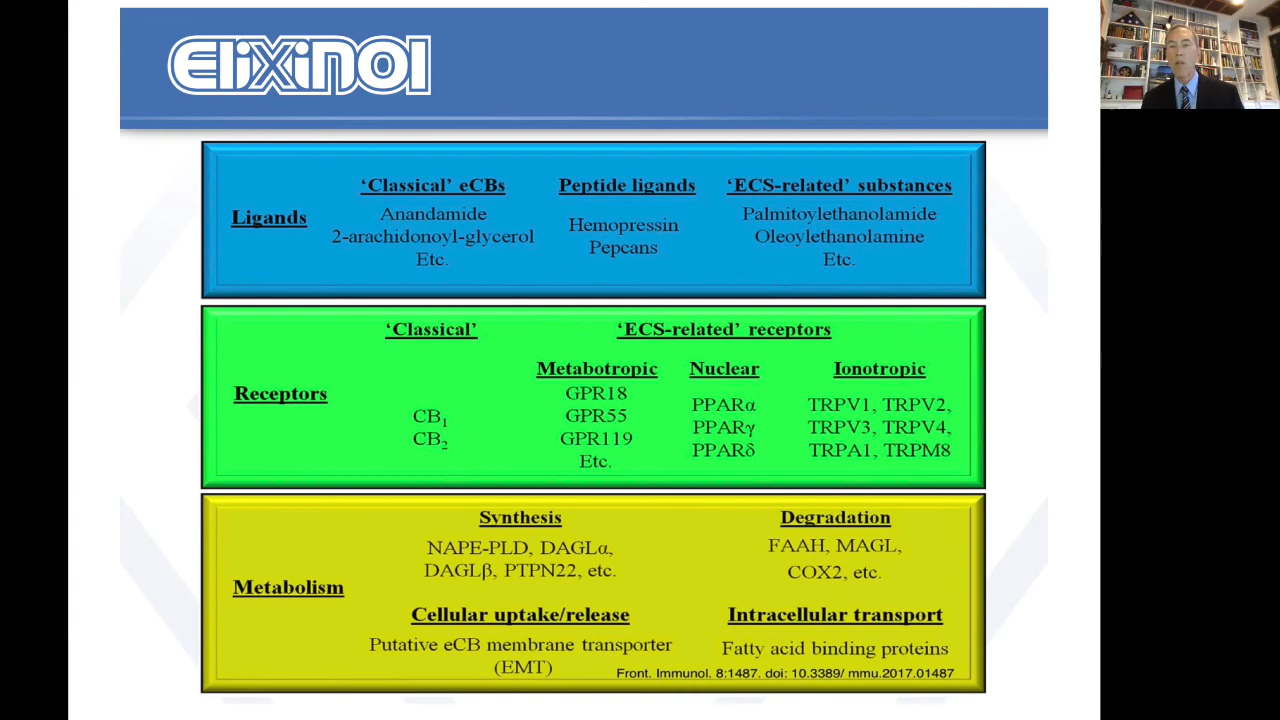 Elixinol
'Classical' eCBs
Peptide ligands
'ECS-related' substances
Ligands
Anandamide
2-arachidonoyl-glycerol
Etc.
Hemopressin
Pepcans
Palmitoylethanolamide
Oleoylethanolamine
Etc.
'Classical'
'ECS-related' receptors
Receptors
CB1
CB2
Metabotropic
GPR18
GPR55
GPR119
Etc.
Nuclear
PPARα
PPARγ
PPARδ
Ionotropic
TRPV1, TRPV2,
TRPV3, TRPV4,
TRPA1, TRPM8
Metabolism
Synthesis
NAPE-PLD, DAGLα,
DAGLβ, PTPN22, etc.
Degradation
FAAH, MAGL,
COX2, etc.
Cellular uptake/release
Putative eCB membrane transporter
(EMT)
Intracellular transport
Fatty acid binding proteins
Front. Immunol. 8:1487. doi: 10.3389/ mmu.2017.01487